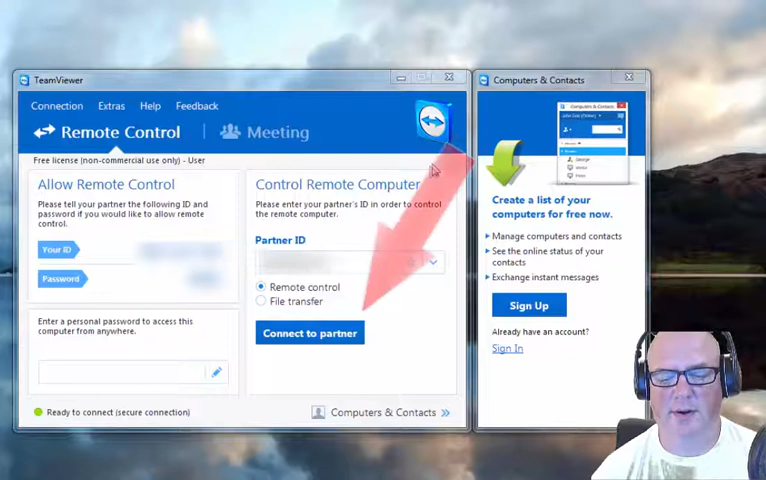 TeamViewer
Connection Extras Help Feedback
Remote Control Meeting
Free license (non-commercial use only) - User
Allow Remote Control
Please tell your partner the following ID and
password if you would like to allow remote
control.
Your ID
Password
Enter a personal password to access this
computer from anywhere.
Control Remote Computer
Please enter your partner's ID in order to control
the remote computer.
Partner ID
Remote control
File transfer
Connect to partner
Ready to connect (secure connection)
Computers & Contacts
Computers & Contacts
Computers & Contacts
Create a list of your
computers for free now.
Manage computers and contacts
See the online status of your
contacts
Exchange instant messages
Sign Up
Already have an account?
Sign In